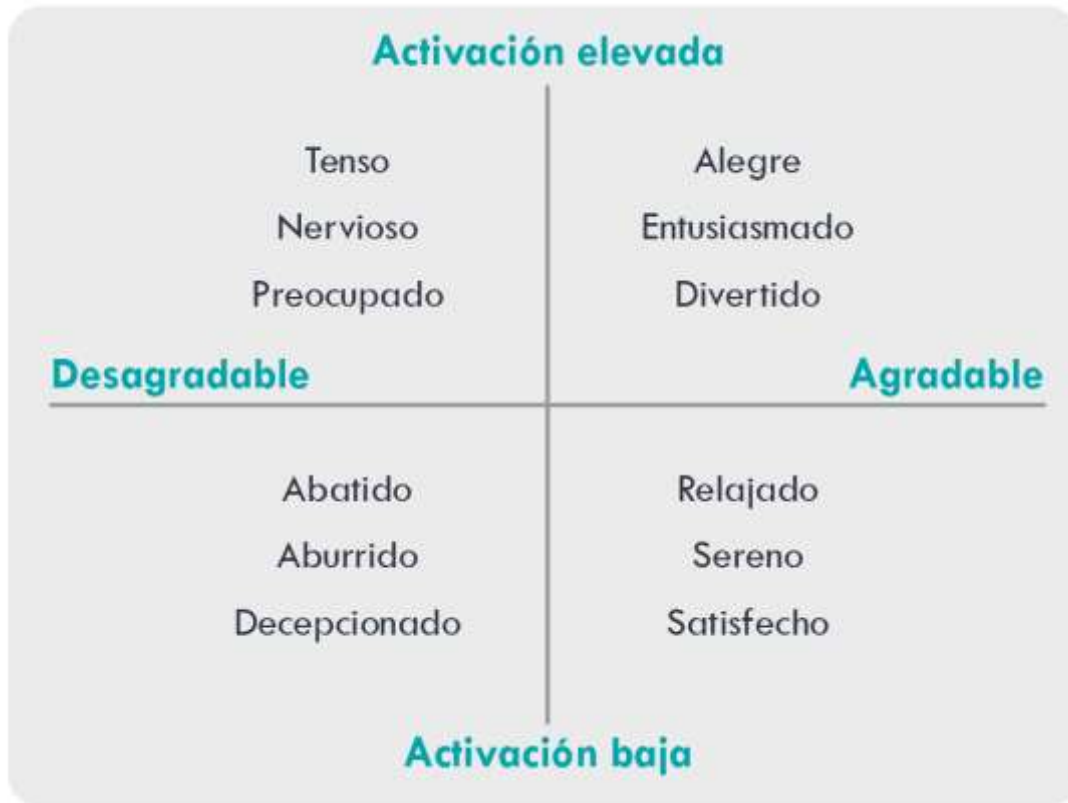 Activación elevada
Tenso
Alegre
Nervioso
Entusiasmado
Preocupado
Divertido
Desagradable
Agradable
Abatido
Relajado
Aburrido
Sereno
Decepcionado
Satisfecho
Activación baja